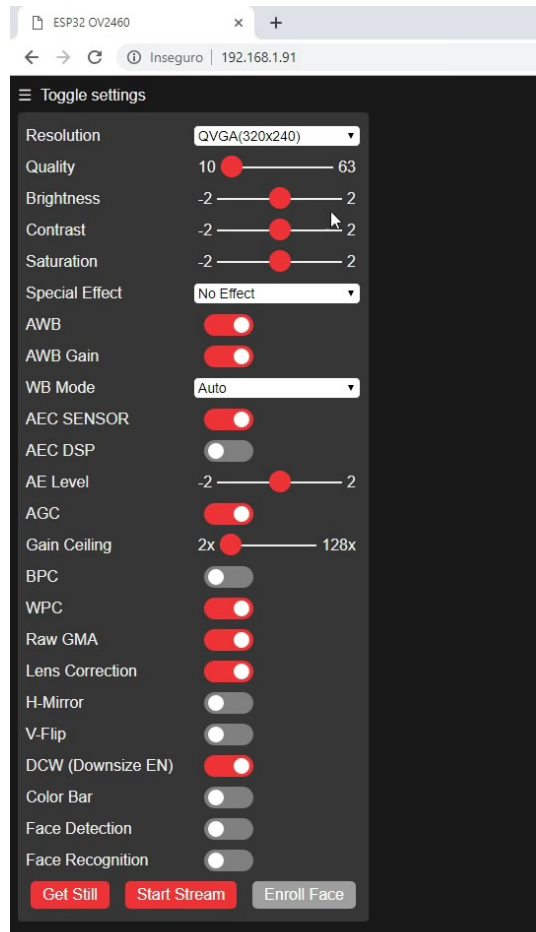 ESP32 OV2460
Inseguro | 192.168.1.91
Toggle settings
Resolution QVGA(320x240)
Quality 10 63
Brightness -2 2
Contrast -2 2
Saturation -2 2
Special Effect No Effect
AWB
AWB Gain
WB Mode Auto
AEC SENSOR
AEC DSP
AE Level -2 2
AGC
Gain Ceiling 2x 128x
BPC
WPC
Raw GMA
Lens Correction
H-Mirror
V-Flip
DCW (Downsize EN)
Color Bar
Face Detection
Face Recognition
Get Still Start Stream Enroll Face